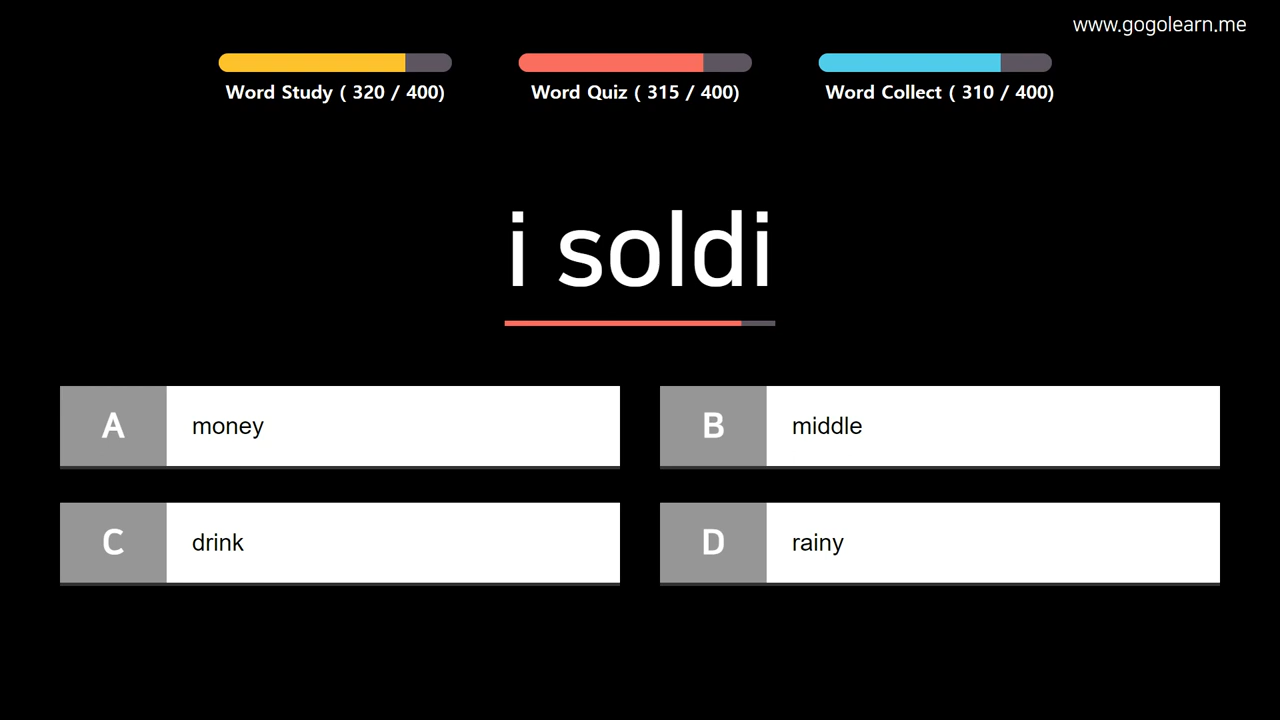 www.gogolearn.me
Word Study ( 320 / 400)
Word Quiz ( 315 / 400)
Word Collect ( 310 / 400)
i soldi
A money
B middle
C drink
D rainy